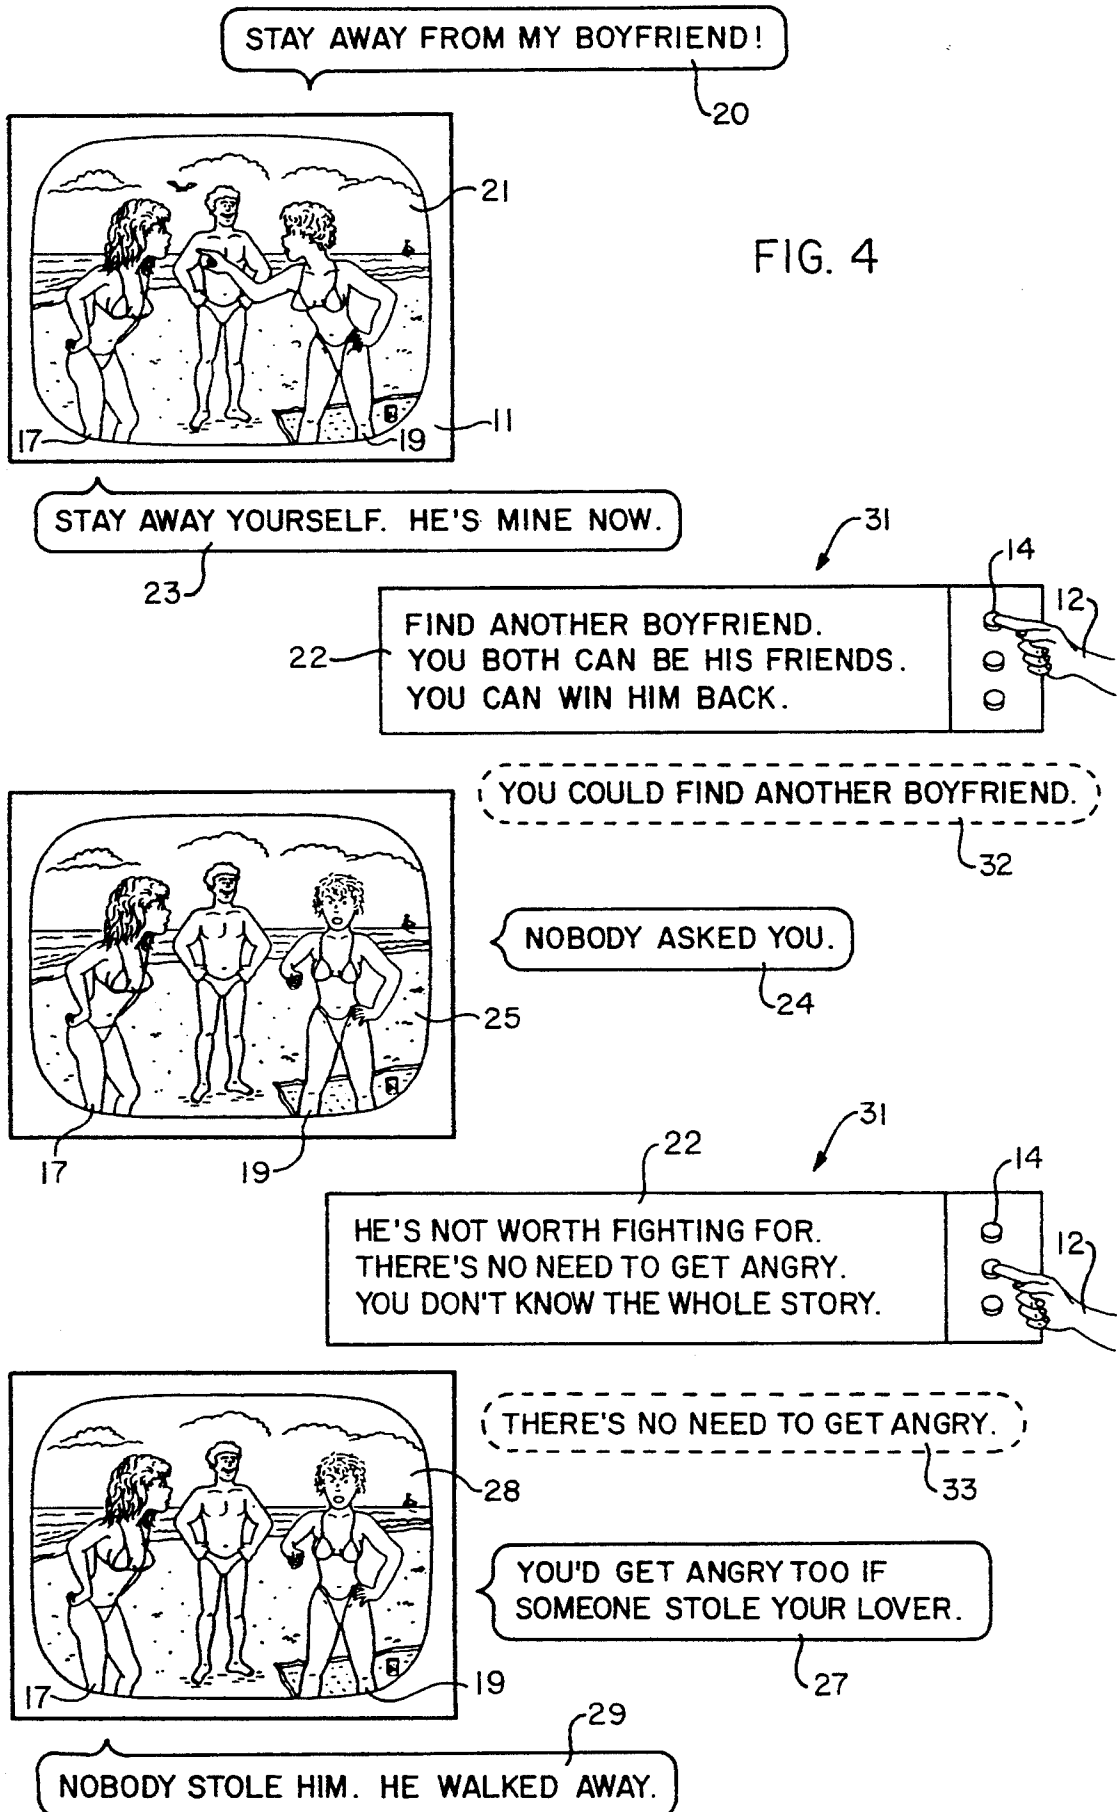 STAY AWAY FROM MY BOYFRIEND!
20
21
FIG. 4
17
19
11
STAY AWAY YOURSELF. HE'S MINE NOW.
23
31
14
12
22
FIND ANOTHER BOYFRIEND.
YOU BOTH CAN BE HIS FRIENDS.
YOU CAN WIN HIM BACK.
YOU COULD FIND ANOTHER BOYFRIEND.
32
NOBODY ASKED YOU.
24
25
17
19
31
22
14
12
HE'S NOT WORTH FIGHTING FOR.
THERE'S NO NEED TO GET ANGRY.
YOU DON'T KNOW THE WHOLE STORY.
THERE'S NO NEED TO GET ANGRY.
33
28
YOU'D GET ANGRY TOO IF
SOMEONE STOLE YOUR LOVER.
27
17
19
29
NOBODY STOLE HIM. HE WALKED AWAY.